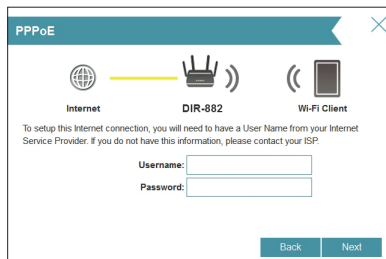 PPPoE
Internet
DIR-882
Wi-Fi Client
To setup this Internet connection, you will need to have a User Name from your Internet
Service Provider. If you do not have this information, please contact your ISP.
Username:
Password:
Back
Next